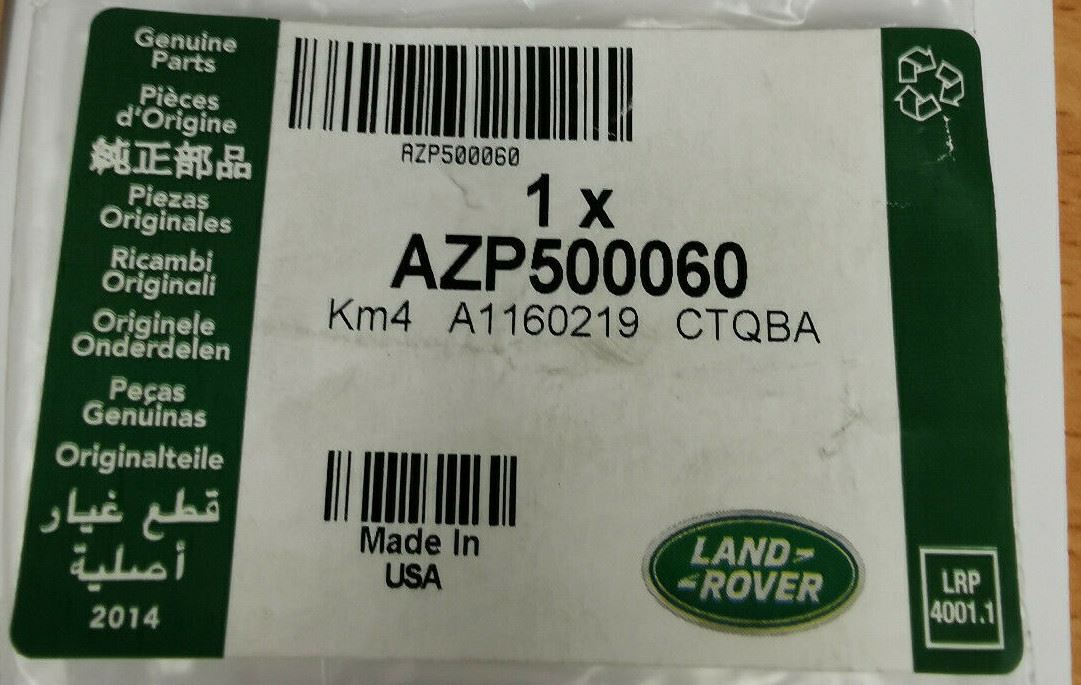 Genuine
Parts
Pièces
d'Origine
純正部品
Piezas
Originales
Ricambi
Originali
Originele
Onderdelen
Peças
Genuinas
Originalteile
قطع غيار
أصلية
2014
AZP500060
1 x
AZP500060
Km4 A1160219 CTQBA
Made In
USA
LAND
ROVER
LRP
4001.1